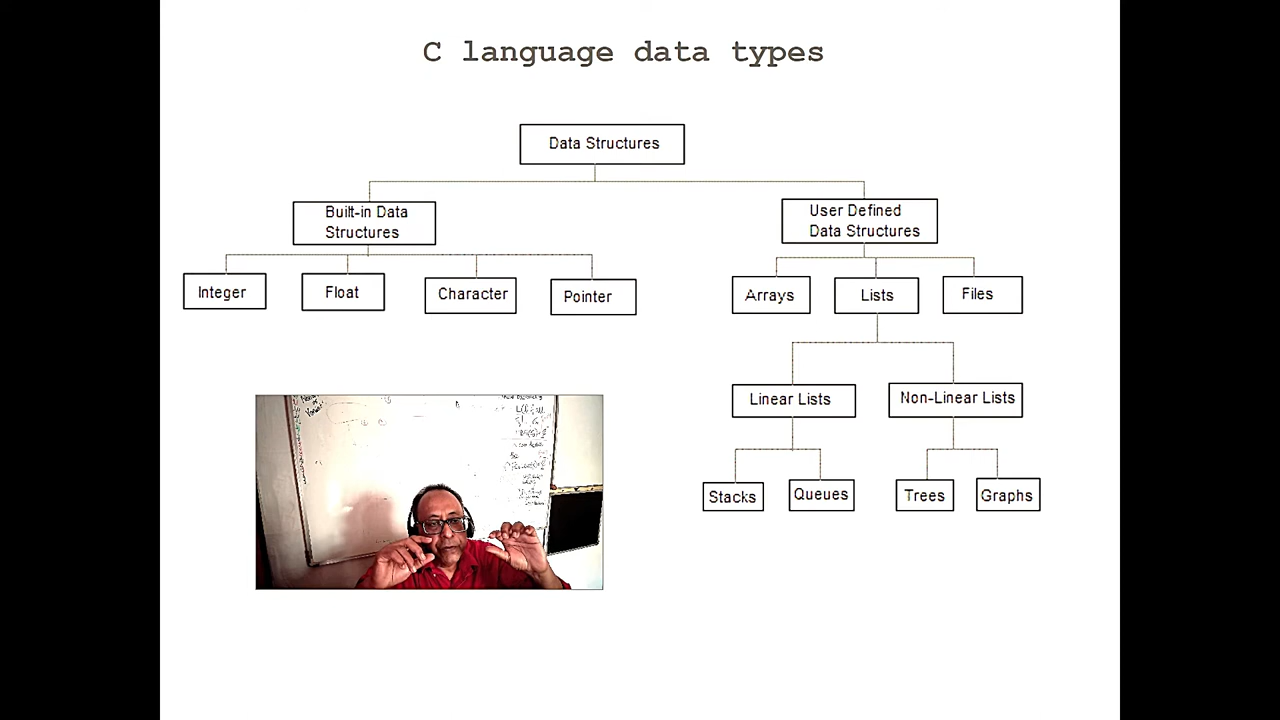 C language data types
Data Structures
Built-in Data
Structures
User Defined
Data Structures
Integer
Float
Character
Pointer
Arrays
Lists
Files
Linear Lists
Non-Linear Lists
Stacks
Queues
Trees
Graphs